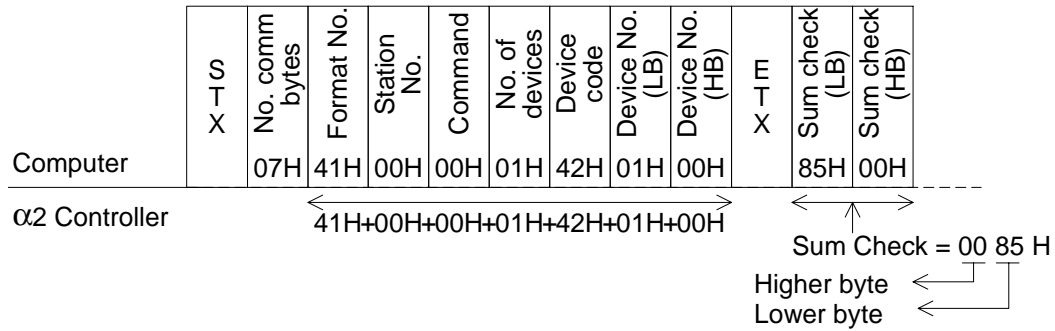 STX
No. comm bytes
Format No.
Station No.
Command
No. of devices
Device code
Device No. (LB)
Device No. (HB)
ETX
Sum check (LB)
Sum check (HB)
Computer 07H 41H 00H 00H 01H 42H 01H 00H 85H 00H
α2 Controller 41H+00H+00H+01H+42H+01H+00H
Sum Check = 00 85 H
Higher byte
Lower byte